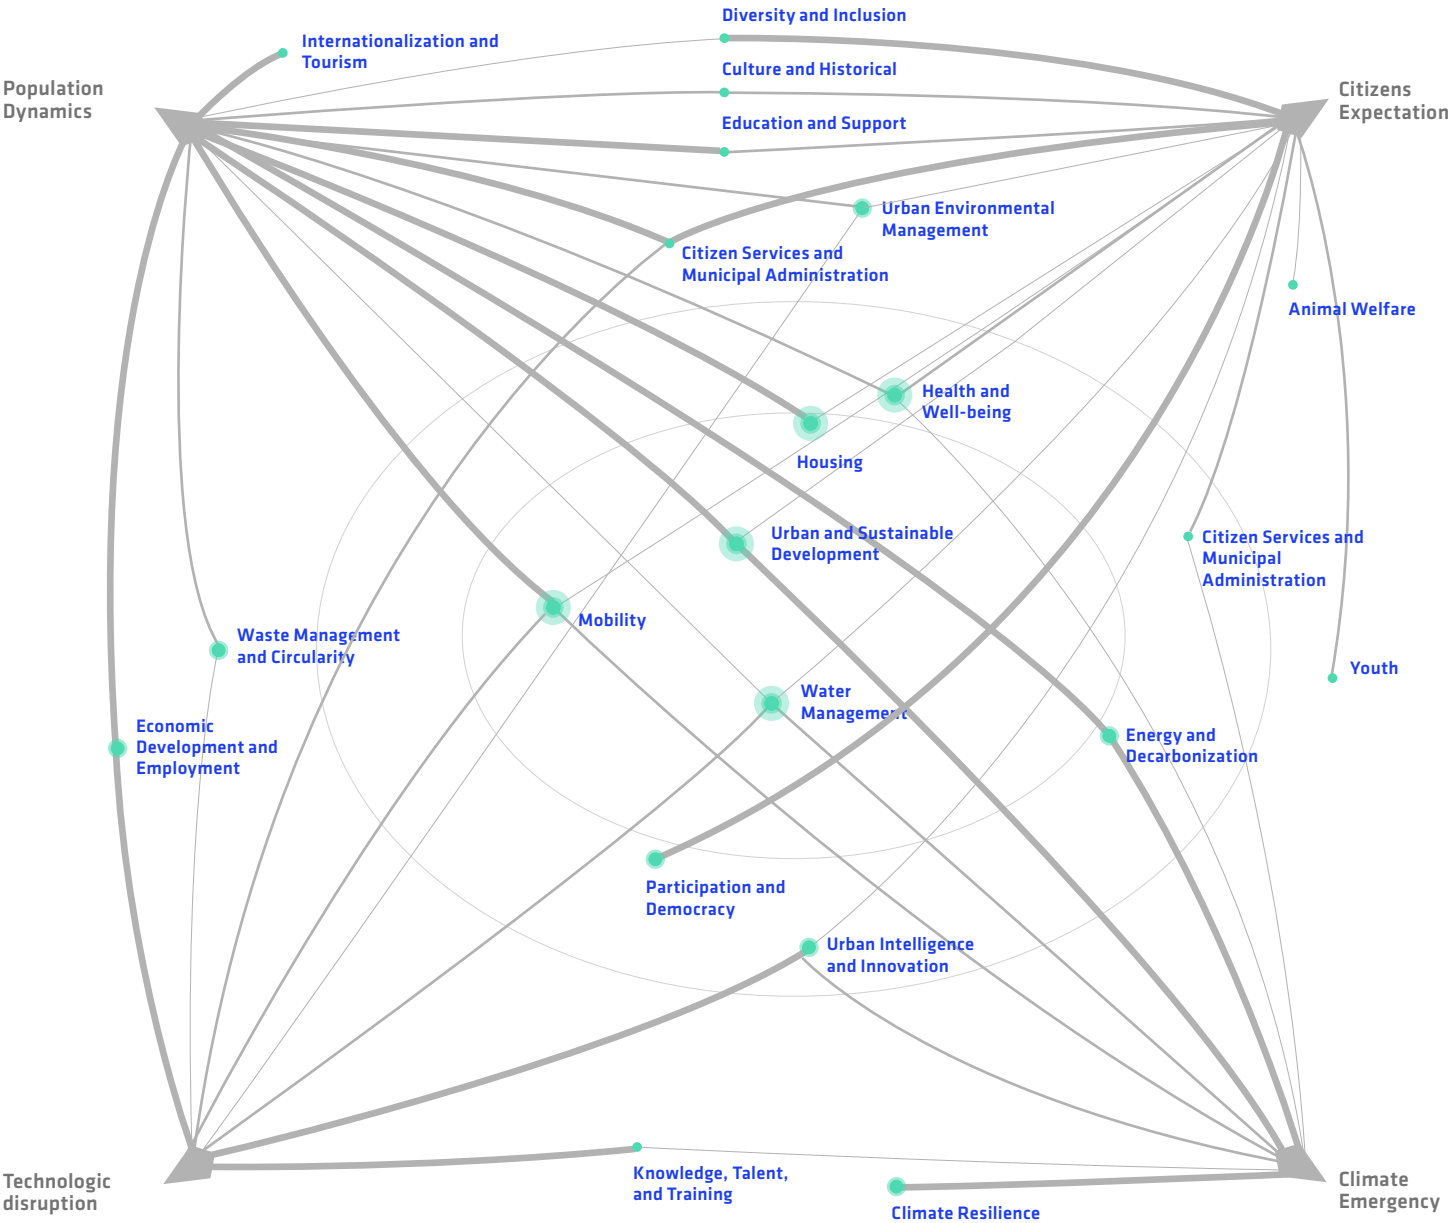 Diversity and Inclusion
Internationalization and
Tourism
Culture and Historical
Population
Dynamics
Citizens
Expectation
Education and Support
Urban Environmental
Management
Citizen Services and
Municipal Administration
Animal Welfare
Health and
Well-being
Housing
Urban and Sustainable
Development
Citizen Services and
Municipal
Administration
Mobility
Waste Management
and Circularity
Youth
Water
Management
Economic
Development and
Employment
Energy and
Decarbonization
Participation and
Democracy
Urban Intelligence
and Innovation
Technologic
disruption
Knowledge, Talent,
and Training
Climate Resilience
Climate
Emergency